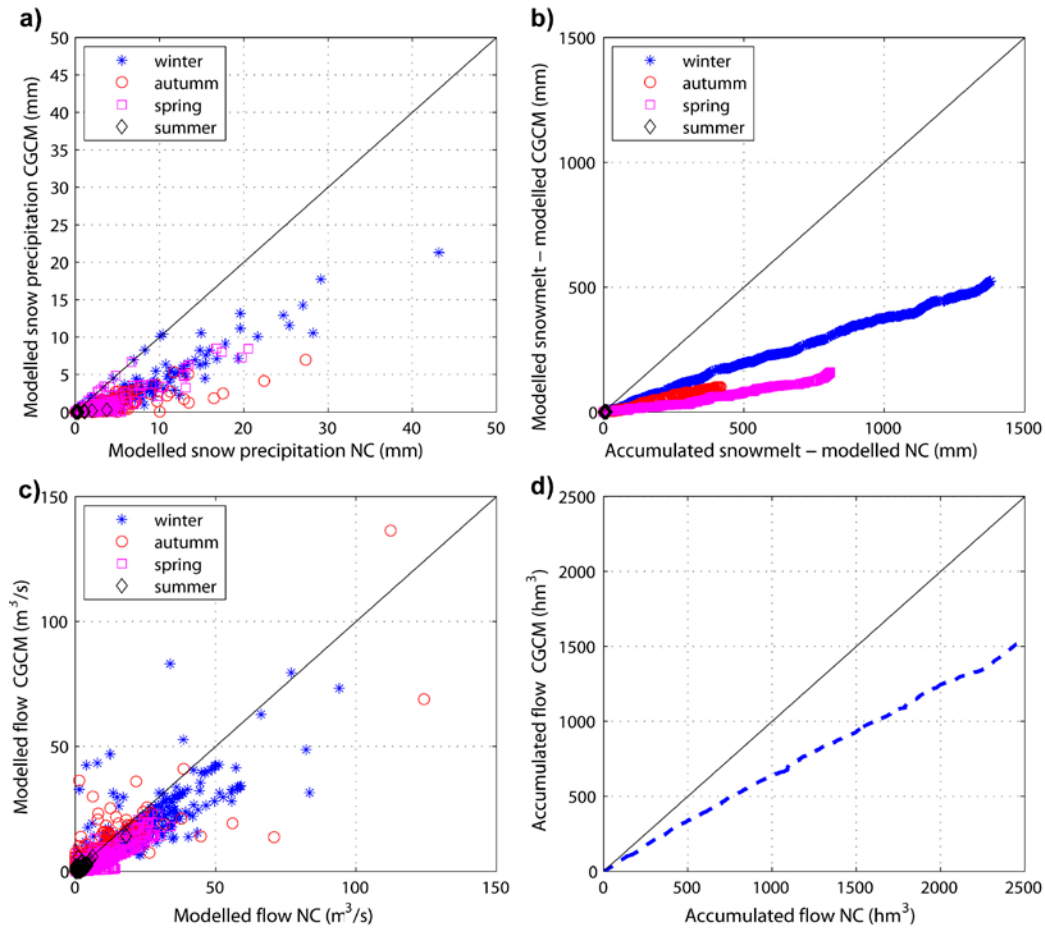 a)
50
45
40
35
30
25
20
15
10
5
0
Modelled snow precipitation CGCM (mm)
winter
autumm
spring
summer
0 10 20 30 40 50
Modelled snow precipitation NC (mm)
b)
1500
1000
500
0
Modelled snowmelt – modelled CGCM (mm)
winter
autumm
spring
summer
0 500 1000 1500
Accumulated snowmelt – modelled NC (mm)
c)
150
100
50
0
Modelled flow CGCM (m³/s)
winter
autumm
spring
summer
0 50 100 150
Modelled flow NC (m³/s)
d)
2500
2000
1500
1000
500
0
Accumulated flow CGCM (hm³)
0 500 1000 1500 2000 2500
Accumulated flow NC (hm³)